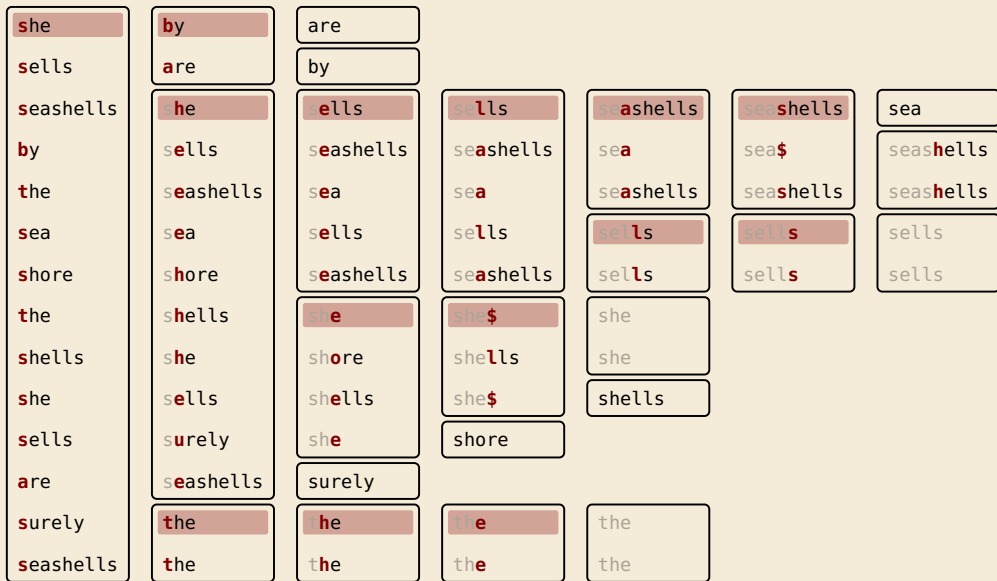 she by are
sells are by
seashells she sells sells seashells seashells sea
by sells seashells seashells sea sea$ seashells
the seashells sea sea seashells seashells seashells
sea sea sells sells sells sells sells
shore shore seashells seashells sells sells sells
the shells she she$ she
shells she shore shells she
she sells shells she$ shells
sells surely she shore
are seashells surely
surely the the the the
seashells the the the the